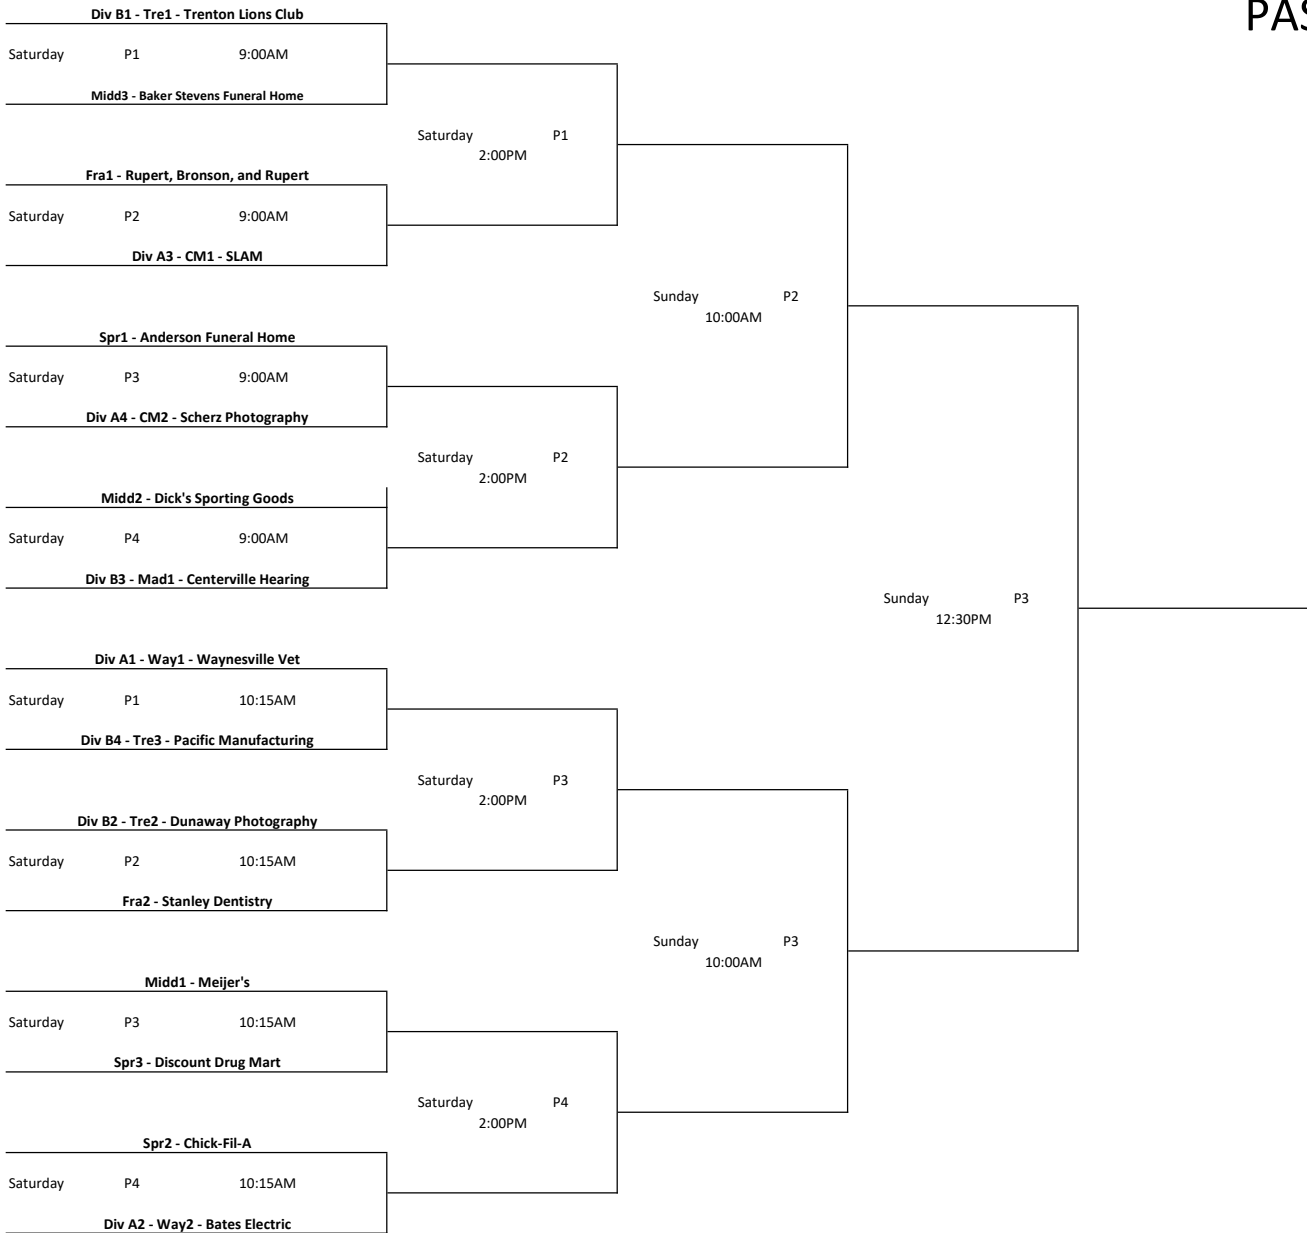 PAS
Div B1 - Tre1 - Trenton Lions Club
Saturday P1 9:00AM
Midd3 - Baker Stevens Funeral Home
Saturday P1
2:00PM
Fra1 - Rupert, Bronson, and Rupert
Saturday P2 9:00AM
Div A3 - CM1 - SLAM
Sunday P2
10:00AM
Spr1 - Anderson Funeral Home
Saturday P3 9:00AM
Div A4 - CM2 - Scherz Photography
Saturday P2
2:00PM
Midd2 - Dick's Sporting Goods
Saturday P4 9:00AM
Div B3 - Mad1 - Centerville Hearing
Sunday P3
12:30PM
Div A1 - Way1 - Waynesville Vet
Saturday P1 10:15AM
Div B4 - Tre3 - Pacific Manufacturing
Saturday P3
2:00PM
Div B2 - Tre2 - Dunaway Photography
Saturday P2 10:15AM
Fra2 - Stanley Dentistry
Sunday P3
10:00AM
Midd1 - Meijer's
Saturday P3 10:15AM
Spr3 - Discount Drug Mart
Saturday P4
2:00PM
Spr2 - Chick-Fil-A
Saturday P4 10:15AM
Div A2 - Way2 - Bates Electric